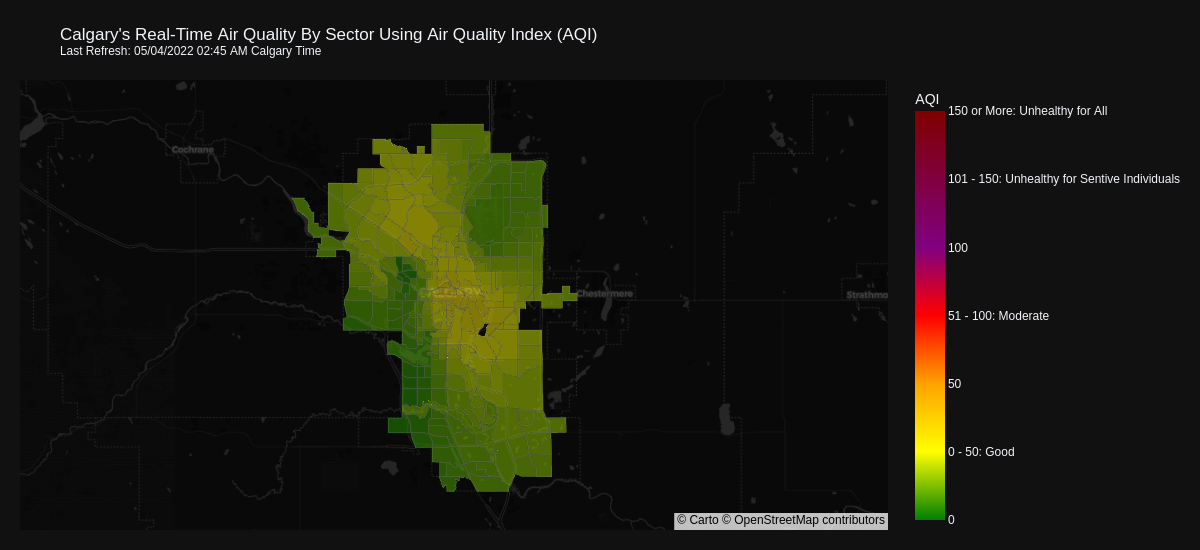 Calgary's Real-Time Air Quality By Sector Using Air Quality Index (AQI)
Last Refresh: 05/04/2022 02:45 AM Calgary Time
AQI
150 or More: Unhealthy for All
Cochrane
101 - 150: Unhealthy for Sentive Individuals
100
Chestermere
Strathmo
51 - 100: Moderate
50
0 - 50: Good
0
© Carto © OpenStreetMap contributors